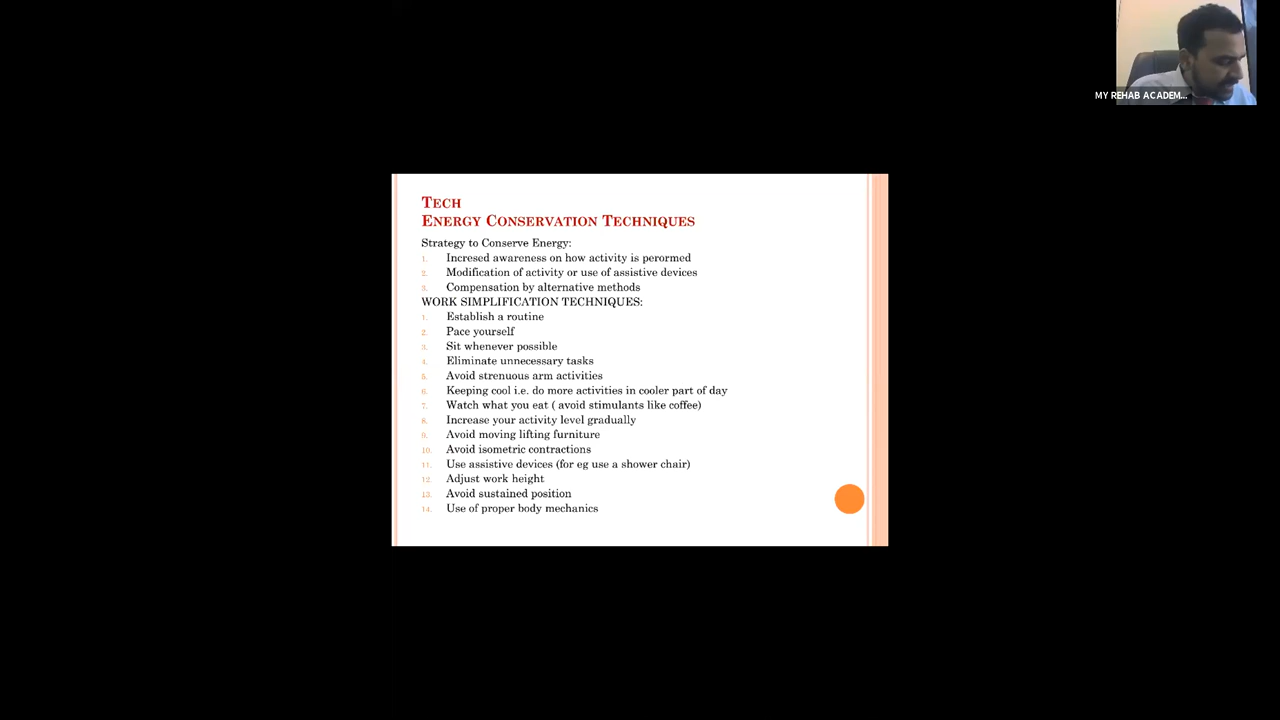 MY REHAB ACADEM...
TECH
ENERGY CONSERVATION TECHNIQUES
Strategy to Conserve Energy:
1. Incresed awareness on how activity is perormed
2. Modification of activity or use of assistive devices
3. Compensation by alternative methods
WORK SIMPLIFICATION TECHNIQUES:
1. Establish a routine
2. Pace yourself
3. Sit whenever possible
4. Eliminate unnecessary tasks
5. Avoid strenuous arm activities
6. Keeping cool i.e. do more activities in cooler part of day
7. Watch what you eat ( avoid stimulants like coffee)
8. Increase your activity level gradually
9. Avoid moving lifting furniture
10. Avoid isometric contractions
11. Use assistive devices (for eg use a shower chair)
12. Adjust work height
13. Avoid sustained position
14. Use of proper body mechanics